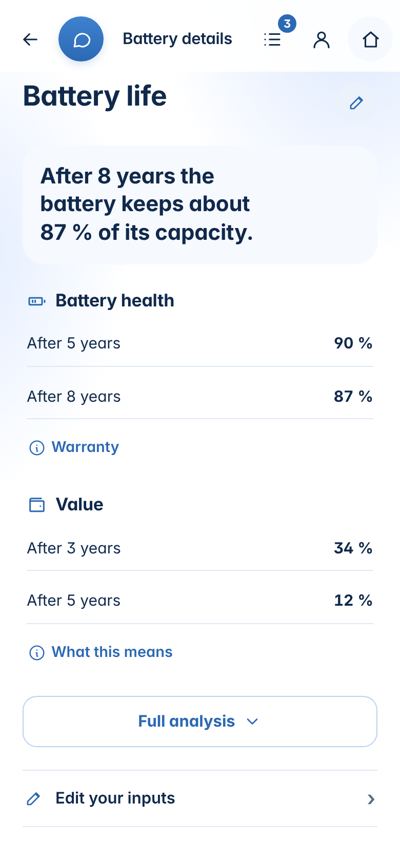 Battery details
3
Battery life
After 8 years the
battery keeps about
87 % of its capacity.
Battery health
After 5 years 90 %
After 8 years 87 %
Warranty
Value
After 3 years 34 %
After 5 years 12 %
What this means
Full analysis
Edit your inputs